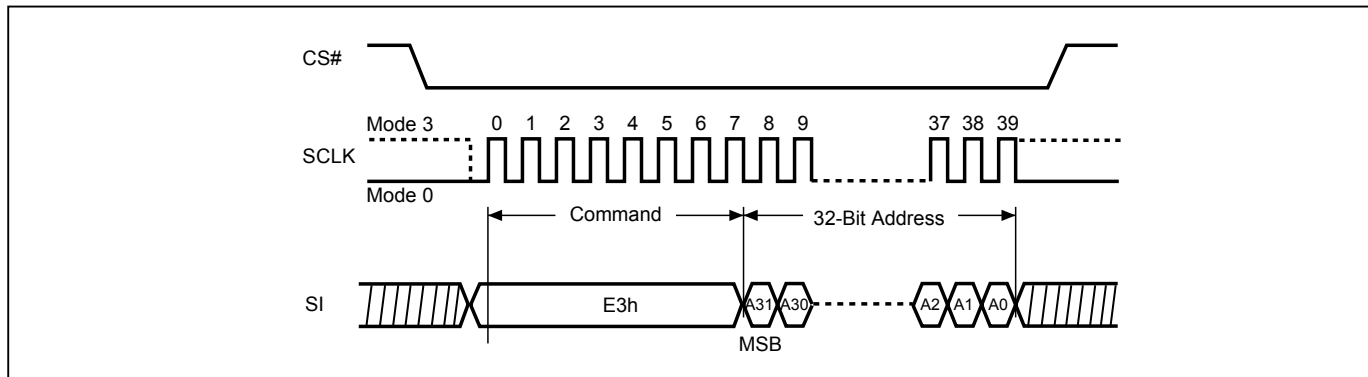 CS#
Mode 3 0 1 2 3 4 5 6 7 8 9 37 38 39
SCLK
Mode 0
Command 32-Bit Address
SI E3h A31 A30 A2 A1 A0
MSB